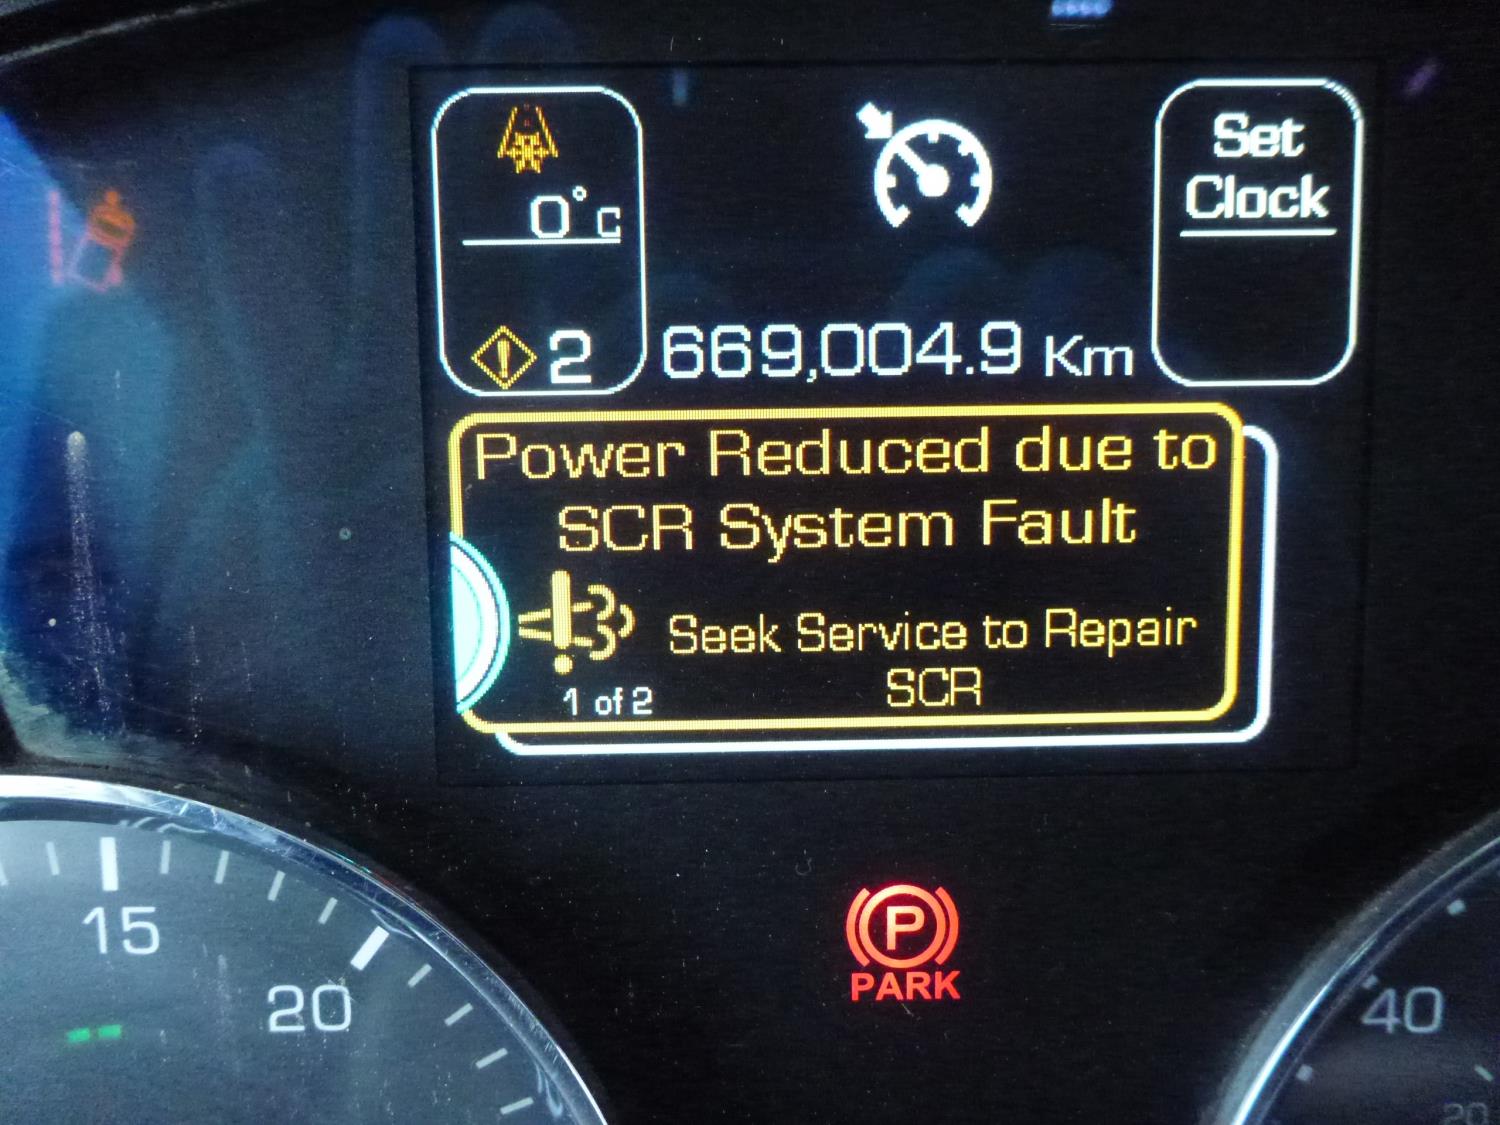 Set
Clock
0°C
2
669,004.9 Km
Power Reduced due to
SCR System Fault
Seek Service to Repair
SCR
1 of 2
P
PARK
15
20
40
20